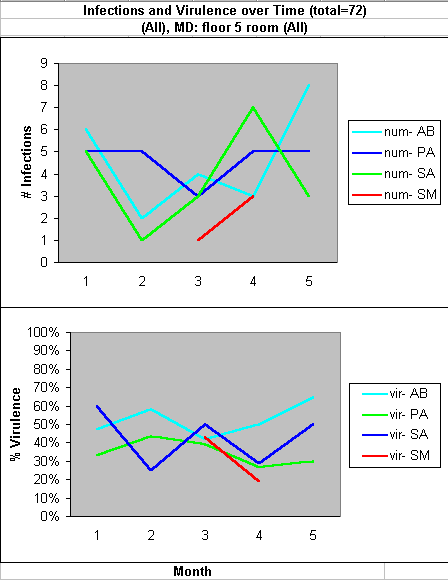 Infections and Virulence over Time (total=72)
(All), MD: floor 5 room (All)
9
8
7
6
5
4
3
2
1
0
# Infections
1 2 3 4 5
num- AB
num- PA
num- SA
num- SM
100%
90%
80%
70%
60%
50%
40%
30%
20%
10%
0%
% Virulence
1 2 3 4 5
vir- AB
vir- PA
vir- SA
vir- SM
Month